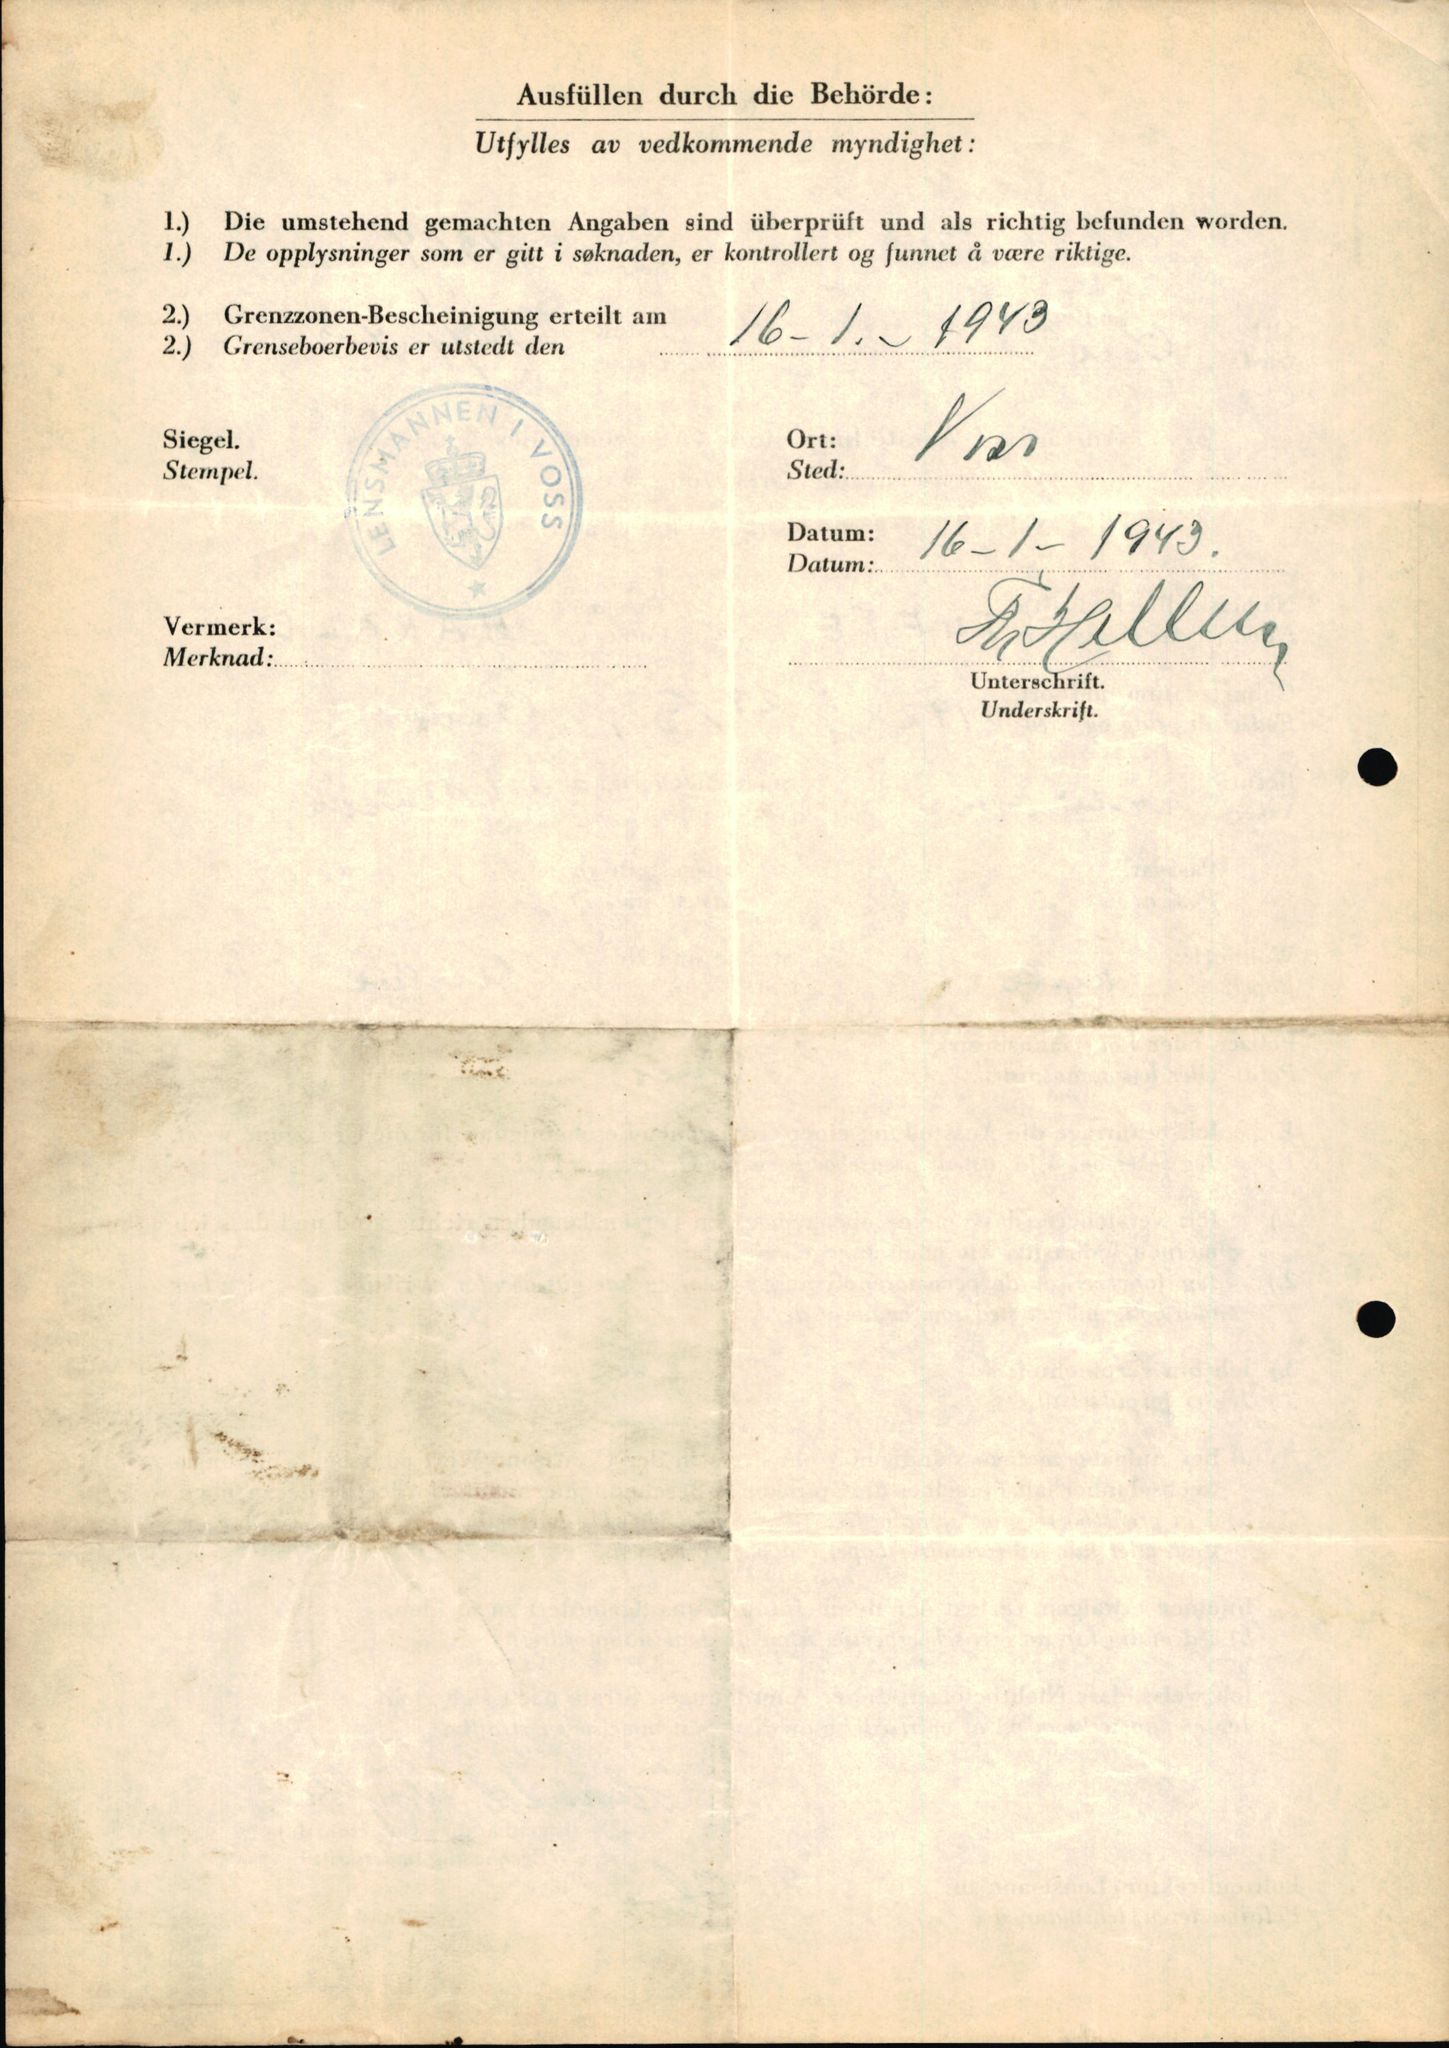 Ausfüllen durch die Behörde:
Utfylles av vedkommende myndighet:
1.) Die umstehend gemachten Angaben sind überprüft und als richtig befunden worden.
1.) De opplysninger som er gitt i søknaden, er kontrollert og funnet å være riktige.
2.) Grenzzonen-Bescheinigung erteilt am
2.) Grenseboerbevis er utstedt den 16-1.-1943
Siegel.
Stempel.
LENSMANNEN I VOSS
Ort:
Sted: Voss
Datum:
Datum: 16-1-1943.
Vermerk:
Merknad:
Unterschrift.
Underskrift.